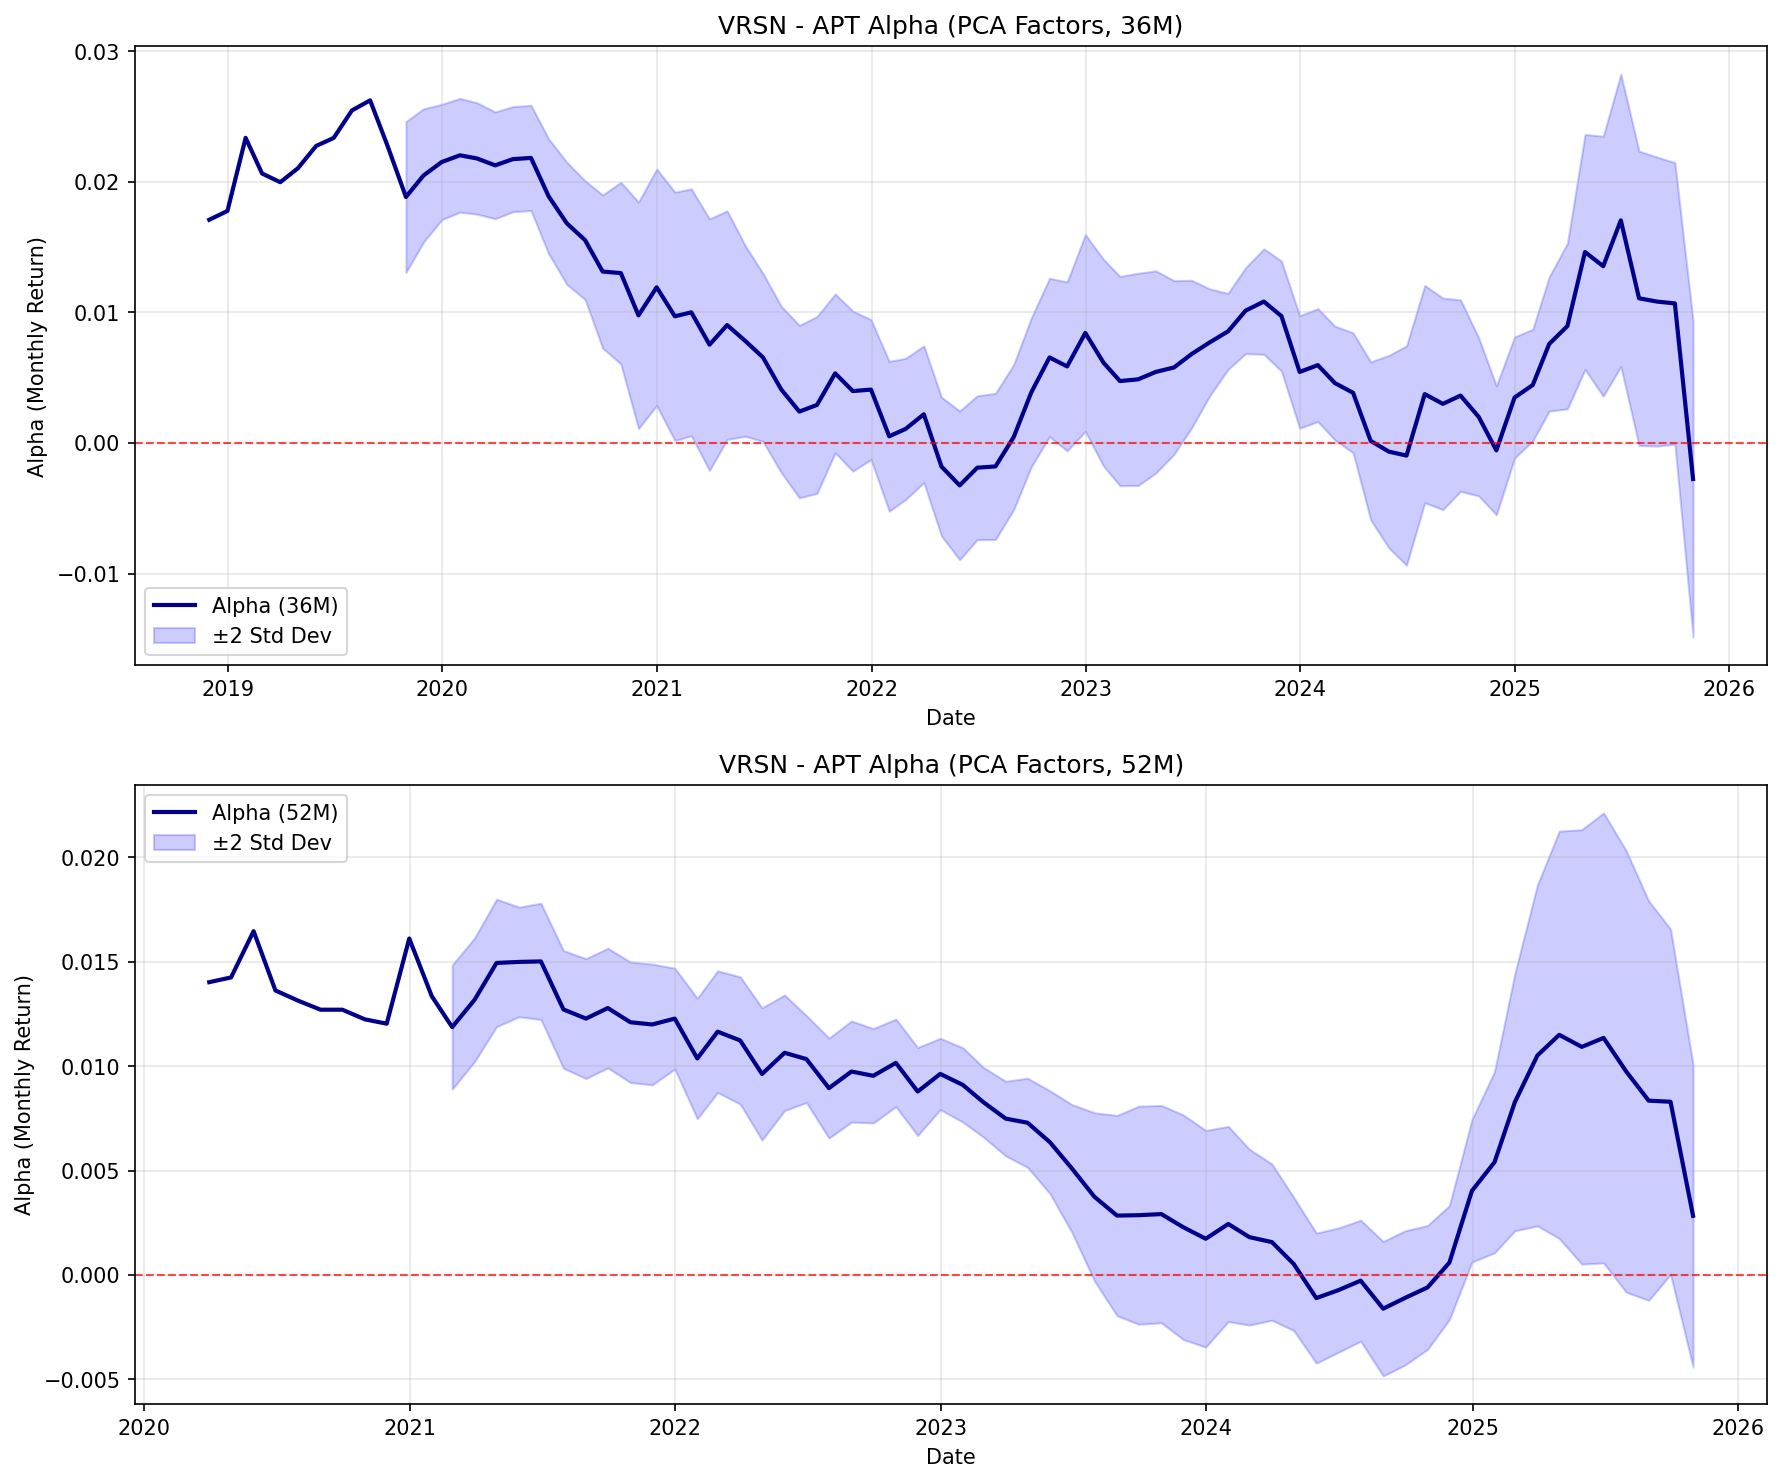 VRSN - APT Alpha (PCA Factors, 36M)
0.03
0.02
0.01
0.00
−0.01
Alpha (Monthly Return)
Alpha (36M)
±2 Std Dev
2019 2020 2021 2022 2023 2024 2025 2026
Date
VRSN - APT Alpha (PCA Factors, 52M)
Alpha (52M)
±2 Std Dev
0.020
0.015
0.010
0.005
0.000
−0.005
Alpha (Monthly Return)
2020 2021 2022 2023 2024 2025 2026
Date